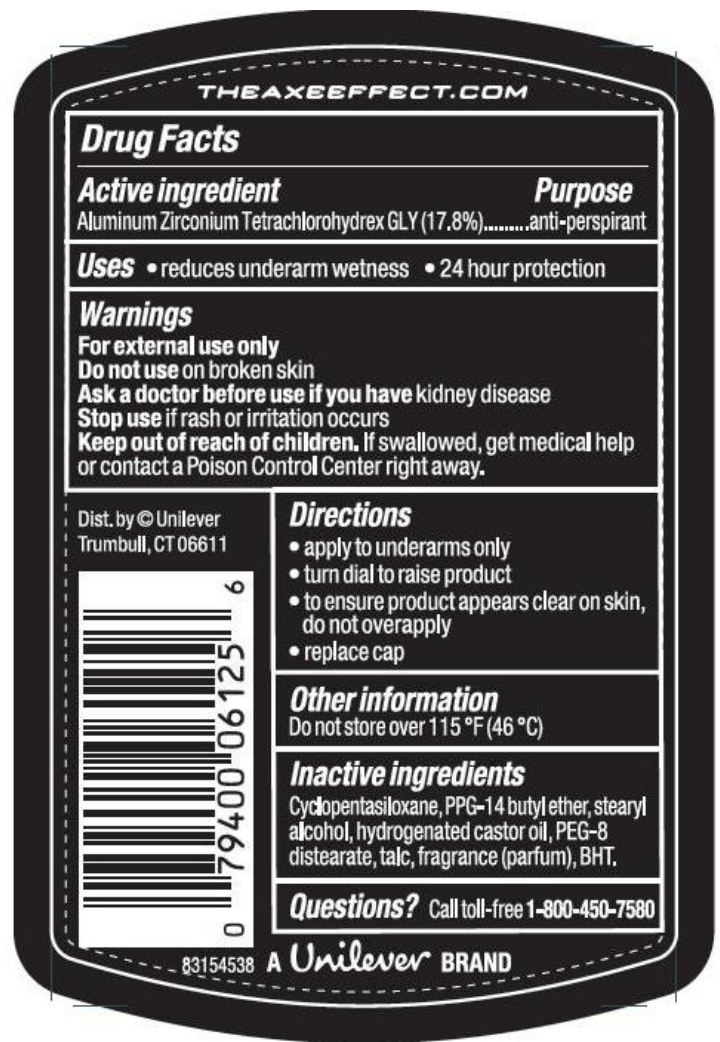 THEAXEEFFECT.COM
Drug Facts
Active ingredient Purpose
Aluminum Zirconium Tetrachlorohydrex GLY (17.8%).........anti-perspirant
Uses • reduces underarm wetness • 24 hour protection
Warnings
For external use only
Do not use on broken skin
Ask a doctor before use if you have kidney disease
Stop use if rash or irritation occurs
Keep out of reach of children. If swallowed, get medical help
or contact a Poison Control Center right away.
Dist. by © Unilever
Trumbull, CT 06611
0 79400 06125 6
83154538
Directions
• apply to underarms only
• turn dial to raise product
• to ensure product appears clear on skin,
do not overapply
• replace cap
Other information
Do not store over 115 °F (46 °C)
Inactive ingredients
Cyclopentasiloxane, PPG-14 butyl ether, stearyl
alcohol, hydrogenated castor oil, PEG-8
distearate, talc, fragrance (parfum), BHT.
Questions? Call toll-free 1-800-450-7580
A Unilever BRAND